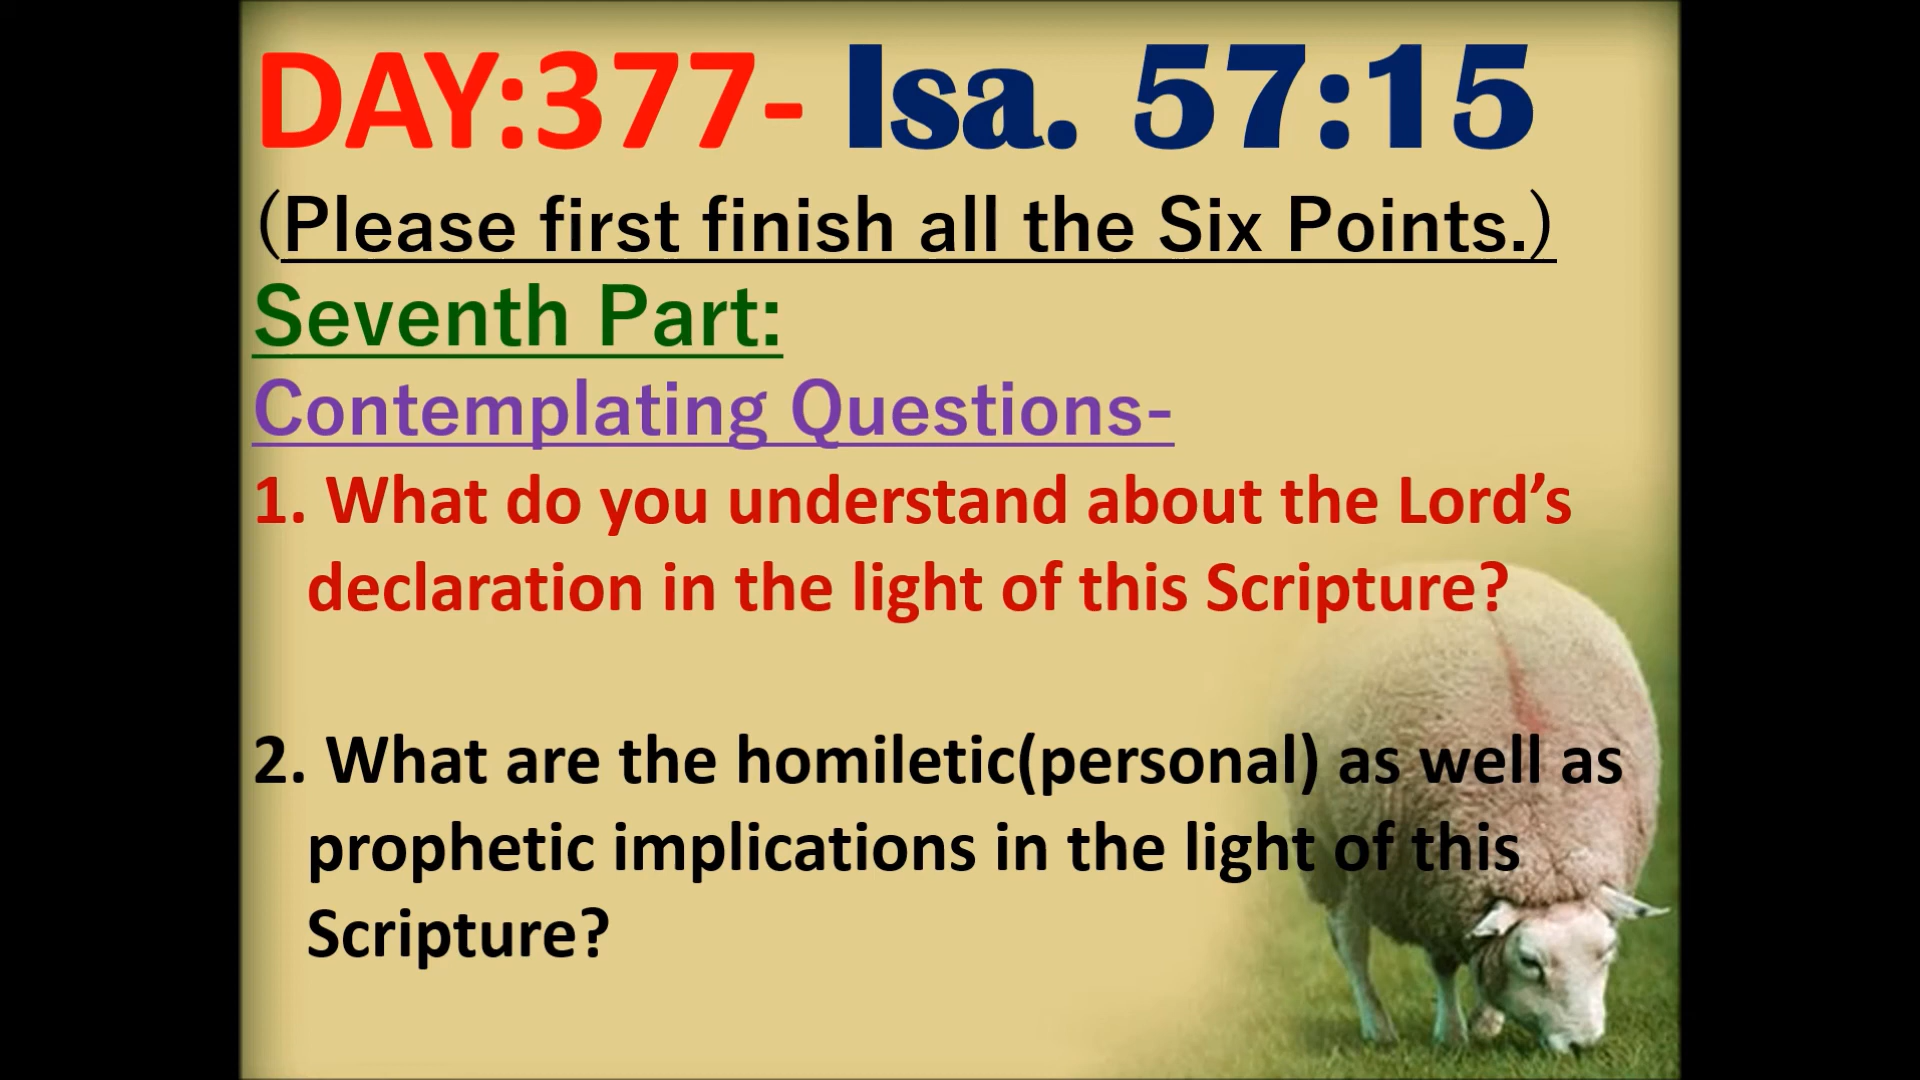 DAY:377- Isa. 57:15
(Please first finish all the Six Points.)
Seventh Part:
Contemplating Questions-
1. What do you understand about the Lord’s
declaration in the light of this Scripture?
2. What are the homiletic(personal) as well as
prophetic implications in the light of this
Scripture?